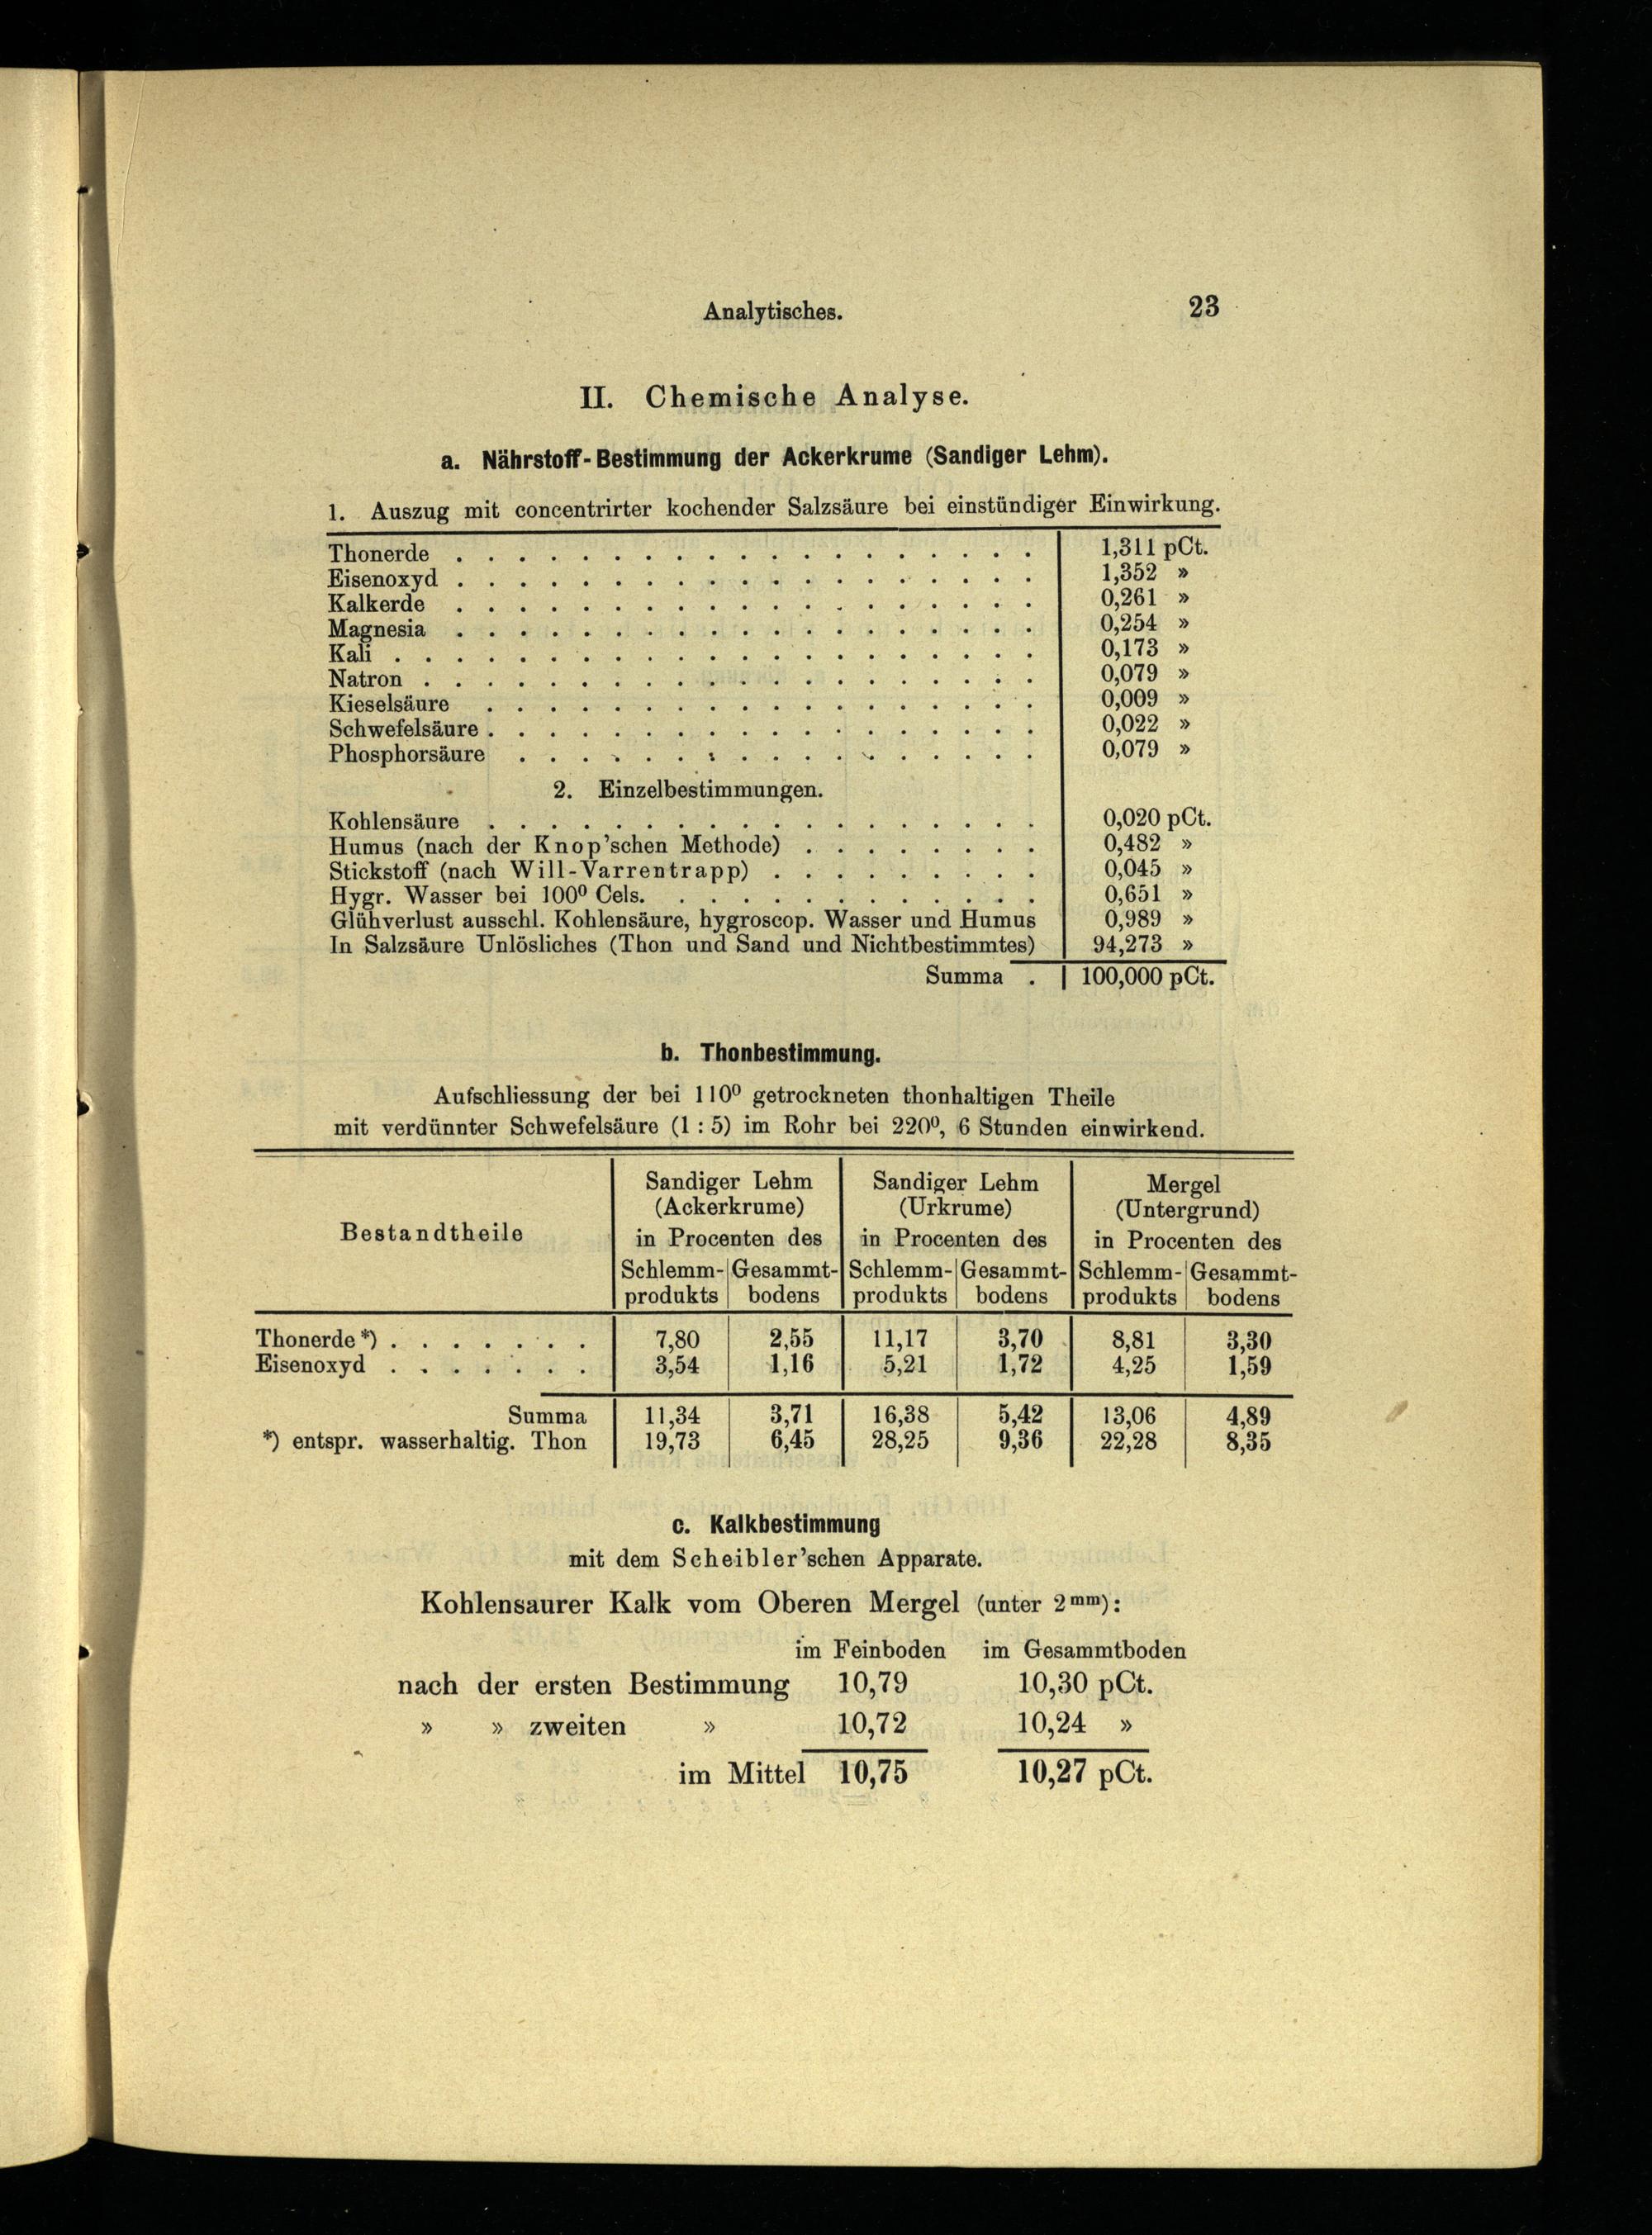 Analytisches. 23
II. Chemische Analyse.
a. Nährstoff-Bestimmung der Ackerkrume (Sandiger Lehm).
1. Auszug mit concentrirter kochender Salzsäure bei einstündiger Einwirkung.
Thonerde . . . . . . . . . . . . . . . . . . . 1,311 pCt.
Eisenoxyd . . . . . . . . . . . . . . . . . . . 1,352 »
Kalkerde . . . . . . . . . . . . . . . . . . . 0,261 »
Magnesia . . . . . . . . . . . . . . . . . . . 0,254 »
Kali . . . . . . . . . . . . . . . . . . . . . 0,173 »
Natron . . . . . . . . . . . . . . . . . . . . 0,079 »
Kieselsäure . . . . . . . . . . . . . . . . . . 0,009 »
Schwefelsäure . . . . . . . . . . . . . . . . . . 0,022 »
Phosphorsäure . . . . . . . . . . . . . . . . . 0,079 »
2. Einzelbestimmungen.
Kohlensäure . . . . . . . . . . . . . . . . . . 0,020 pCt.
Humus (nach der Knop'schen Methode) . . . . . . . . 0,482 »
Stickstoff (nach Will-Varrentrapp) . . . . . . . . . 0,045 »
Hygr. Wasser bei 100⁰ Cels. . . . . . . . . . . . . . 0,651 »
Glühverlust ausschl. Kohlensäure, hygroscop. Wasser und Humus 0,989 »
In Salzsäure Unlösliches (Thon und Sand und Nichtbestimmtes) 94,273 »
Summa . 100,000 pCt.
b. Thonbestimmung.
Aufschliessung der bei 110⁰ getrockneten thonhaltigen Theile
mit verdünnter Schwefelsäure (1 : 5) im Rohr bei 220⁰, 6 Stunden einwirkend.
Sandiger Lehm Sandiger Lehm Mergel
(Ackerkrume) (Urkrume) (Untergrund)
Bestandtheile in Procenten des in Procenten des in Procenten des
Schlemm- Gesammt- Schlemm- Gesammt- Schlemm- Gesammt-
produkts bodens produkts bodens produkts bodens
Thonerde *) . . . . . . . 7,80 2,55 11,17 3,70 8,81 3,30
Eisenoxyd . . . . . . . 3,54 1,16 5,21 1,72 4,25 1,59
Summa 11,34 3,71 16,38 5,42 13,06 4,89
*) entspr. wasserhaltig. Thon 19,73 6,45 28,25 9,36 22,28 8,35
c. Kalkbestimmung
mit dem Scheibler'schen Apparate.
Kohlensaurer Kalk vom Oberen Mergel (unter 2ᵐᵐ):
im Feinboden im Gesammtboden
nach der ersten Bestimmung 10,79 10,30 pCt.
» » zweiten » 10,72 10,24 »
im Mittel 10,75 10,27 pCt.